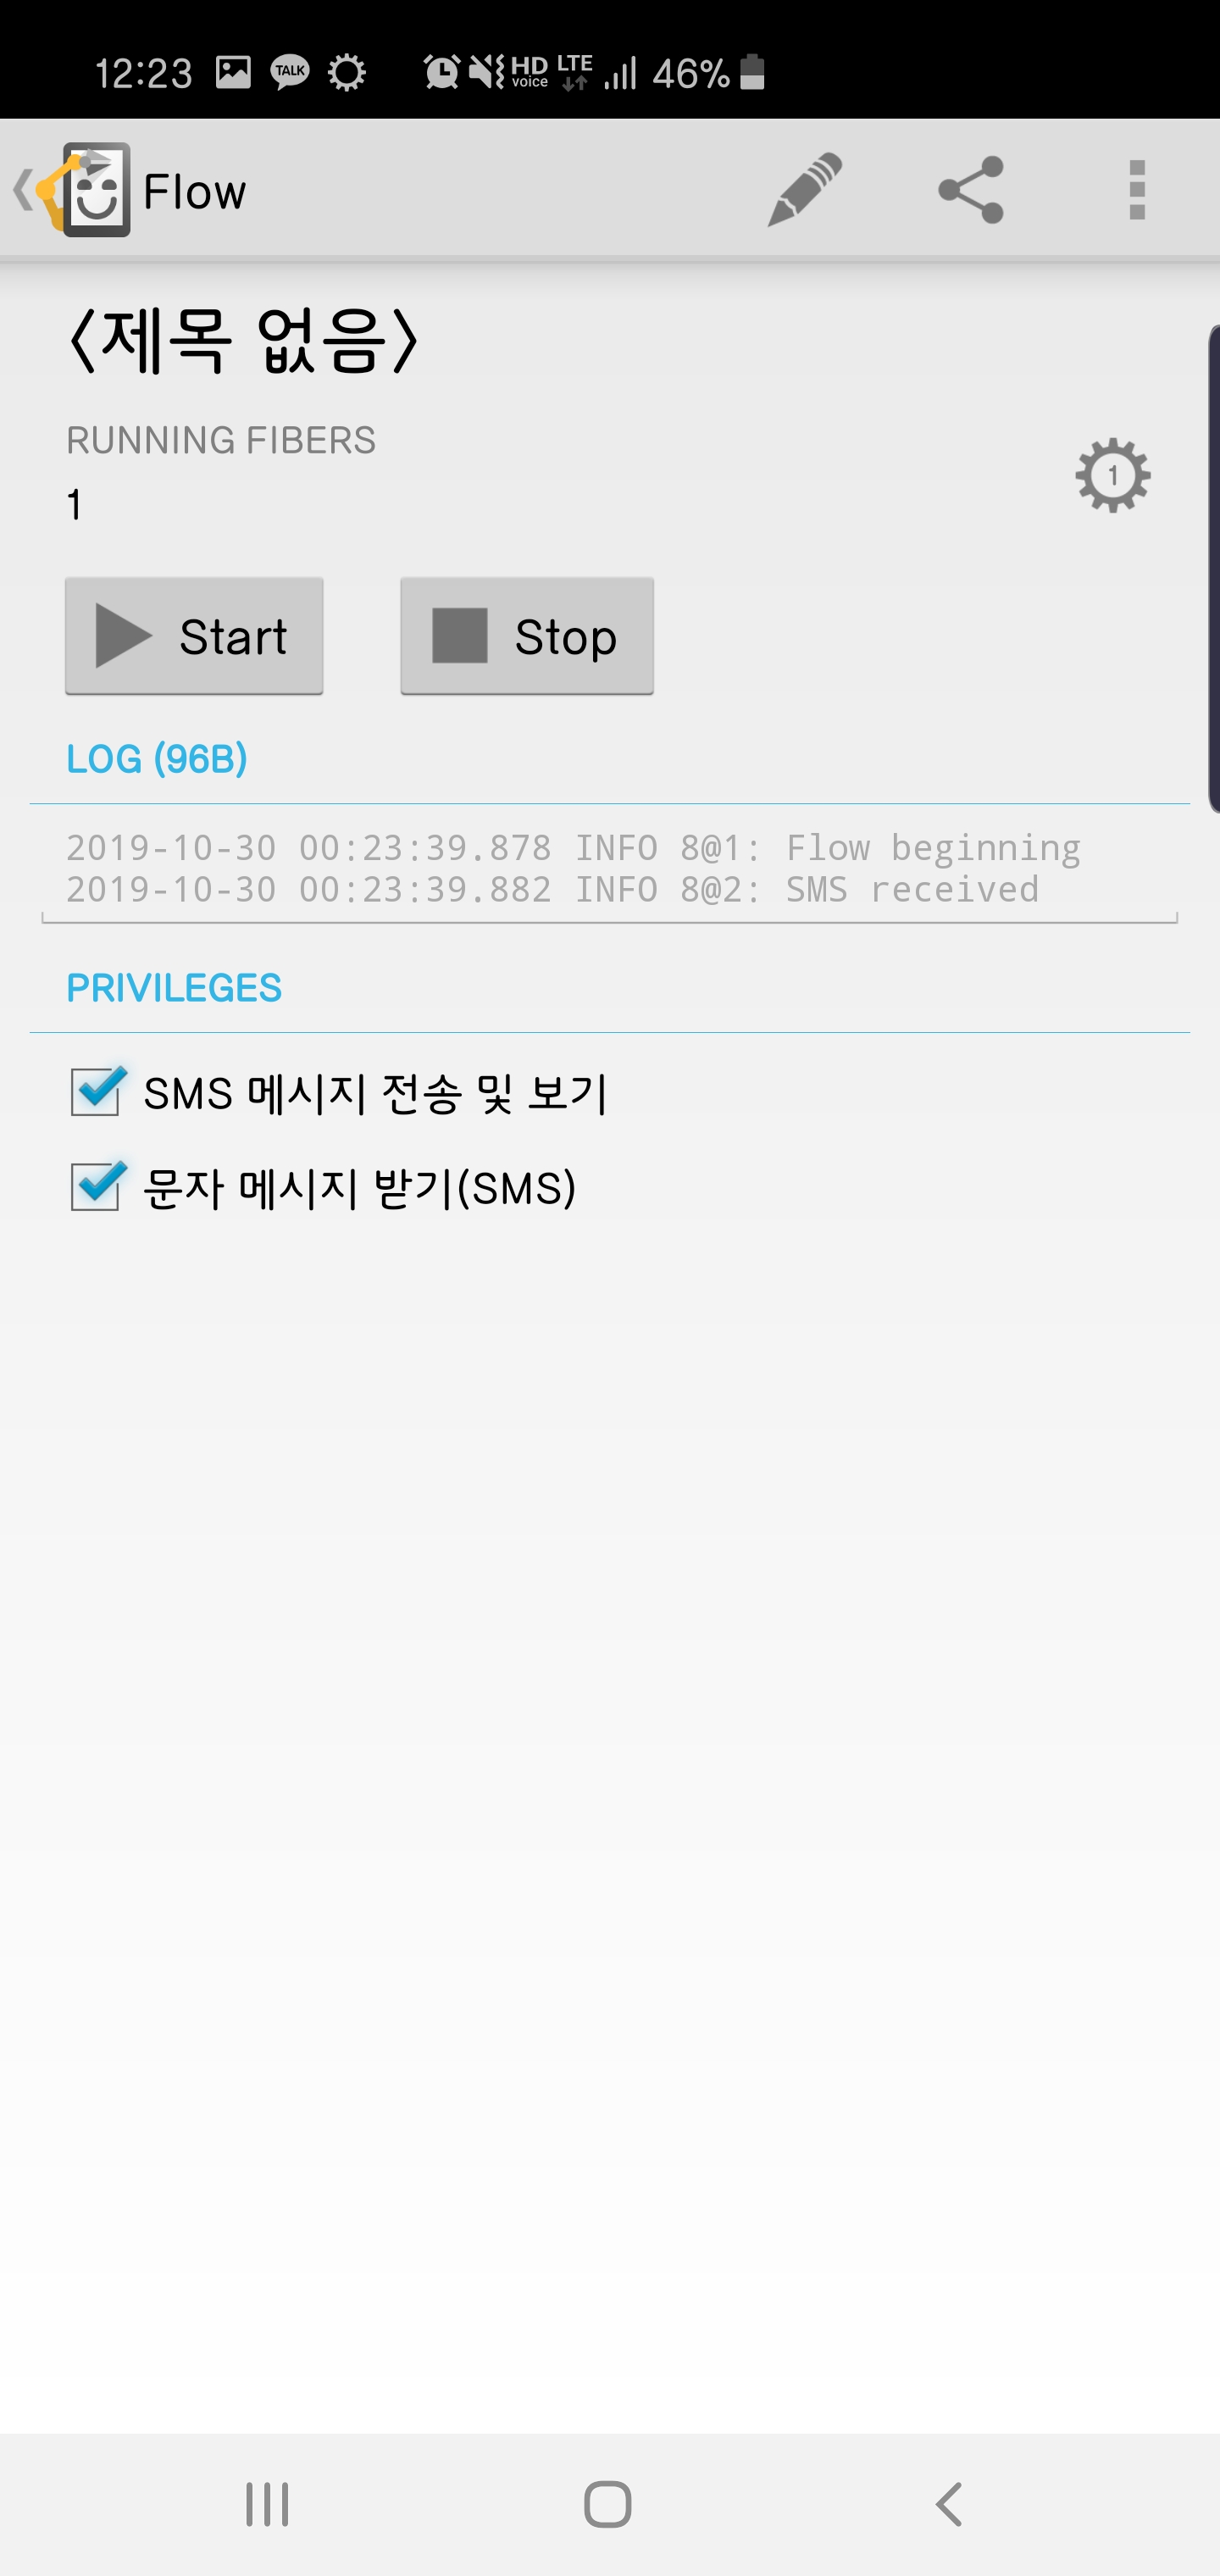 12:23 TALK HD voice LTE 46%
Flow
<제목 없음>
RUNNING FIBERS
1
1
Start Stop
LOG (96B)
2019-10-30 00:23:39.878 INFO 8@1: Flow beginning
2019-10-30 00:23:39.882 INFO 8@2: SMS received
PRIVILEGES
SMS 메시지 전송 및 보기
문자 메시지 받기(SMS)